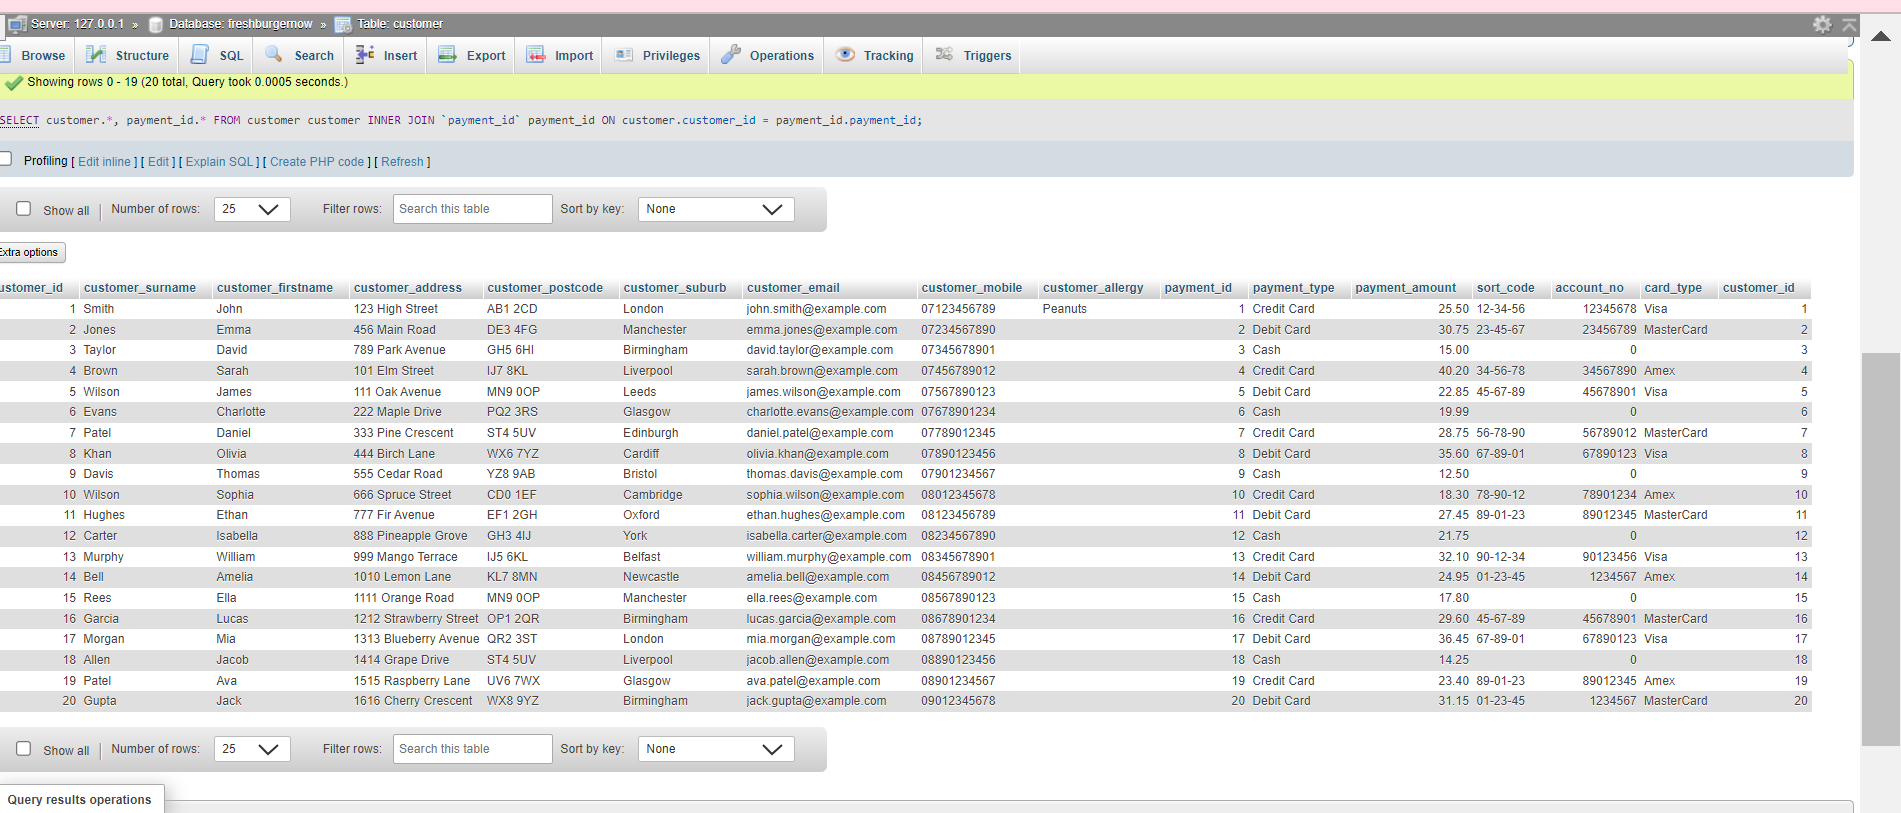 Server: 127.0.0.1 » Database: freshburgernow » Table: customer
Browse Structure SQL Search Insert Export Import Privileges Operations Tracking Triggers
Showing rows 0 - 19 (20 total, Query took 0.0005 seconds.)
SELECT customer.*, payment_id.* FROM customer customer INNER JOIN `payment_id` payment_id ON customer.customer_id = payment_id.payment_id;
Profiling [ Edit inline ] [ Edit ] [ Explain SQL ] [ Create PHP code ] [ Refresh ]
Show all | Number of rows: 25 Filter rows: Search this table Sort by key: None
Extra options
ustomer_id customer_surname customer_firstname customer_address customer_postcode customer_suburb customer_email customer_mobile customer_allergy payment_id payment_type payment_amount sort_code account_no card_type customer_id
1 Smith John 123 High Street AB1 2CD London john.smith@example.com 07123456789 Peanuts 1 Credit Card 25.50 12-34-56 12345678 Visa 1
2 Jones Emma 456 Main Road DE3 4FG Manchester emma.jones@example.com 07234567890 2 Debit Card 30.75 23-45-67 23456789 MasterCard 2
3 Taylor David 789 Park Avenue GH5 6HI Birmingham david.taylor@example.com 07345678901 3 Cash 15.00 0 3
4 Brown Sarah 101 Elm Street IJ7 8KL Liverpool sarah.brown@example.com 07456789012 4 Credit Card 40.20 34-56-78 34567890 Amex 4
5 Wilson James 111 Oak Avenue MN9 0OP Leeds james.wilson@example.com 07567890123 5 Debit Card 22.85 45-67-89 45678901 Visa 5
6 Evans Charlotte 222 Maple Drive PQ2 3RS Glasgow charlotte.evans@example.com 07678901234 6 Cash 19.99 0 6
7 Patel Daniel 333 Pine Crescent ST4 5UV Edinburgh daniel.patel@example.com 07789012345 7 Credit Card 28.75 56-78-90 56789012 MasterCard 7
8 Khan Olivia 444 Birch Lane WX6 7YZ Cardiff olivia.khan@example.com 07890123456 8 Debit Card 35.60 67-89-01 67890123 Visa 8
9 Davis Thomas 555 Cedar Road YZ8 9AB Bristol thomas.davis@example.com 07901234567 9 Cash 12.50 0 9
10 Wilson Sophia 666 Spruce Street CD0 1EF Cambridge sophia.wilson@example.com 08012345678 10 Credit Card 18.30 78-90-12 78901234 Amex 10
11 Hughes Ethan 777 Fir Avenue EF1 2GH Oxford ethan.hughes@example.com 08123456789 11 Debit Card 27.45 89-01-23 89012345 MasterCard 11
12 Carter Isabella 888 Pineapple Grove GH3 4IJ York isabella.carter@example.com 08234567890 12 Cash 21.75 0 12
13 Murphy William 999 Mango Terrace IJ5 6KL Belfast william.murphy@example.com 08345678901 13 Credit Card 32.10 90-12-34 90123456 Visa 13
14 Bell Amelia 1010 Lemon Lane KL7 8MN Newcastle amelia.bell@example.com 08456789012 14 Debit Card 24.95 01-23-45 1234567 Amex 14
15 Rees Ella 1111 Orange Road MN9 0OP Manchester ella.rees@example.com 08567890123 15 Cash 17.80 0 15
16 Garcia Lucas 1212 Strawberry Street OP1 2QR Birmingham lucas.garcia@example.com 08678901234 16 Credit Card 29.60 45-67-89 45678901 MasterCard 16
17 Morgan Mia 1313 Blueberry Avenue QR2 3ST London mia.morgan@example.com 08789012345 17 Debit Card 36.45 67-89-01 67890123 Visa 17
18 Allen Jacob 1414 Grape Drive ST4 5UV Liverpool jacob.allen@example.com 08890123456 18 Cash 14.25 0 18
19 Patel Ava 1515 Raspberry Lane UV6 7WX Glasgow ava.patel@example.com 08901234567 19 Credit Card 23.40 89-01-23 89012345 Amex 19
20 Gupta Jack 1616 Cherry Crescent WX8 9YZ Birmingham jack.gupta@example.com 09012345678 20 Debit Card 31.15 01-23-45 1234567 MasterCard 20
Show all | Number of rows: 25 Filter rows: Search this table Sort by key: None
Query results operations